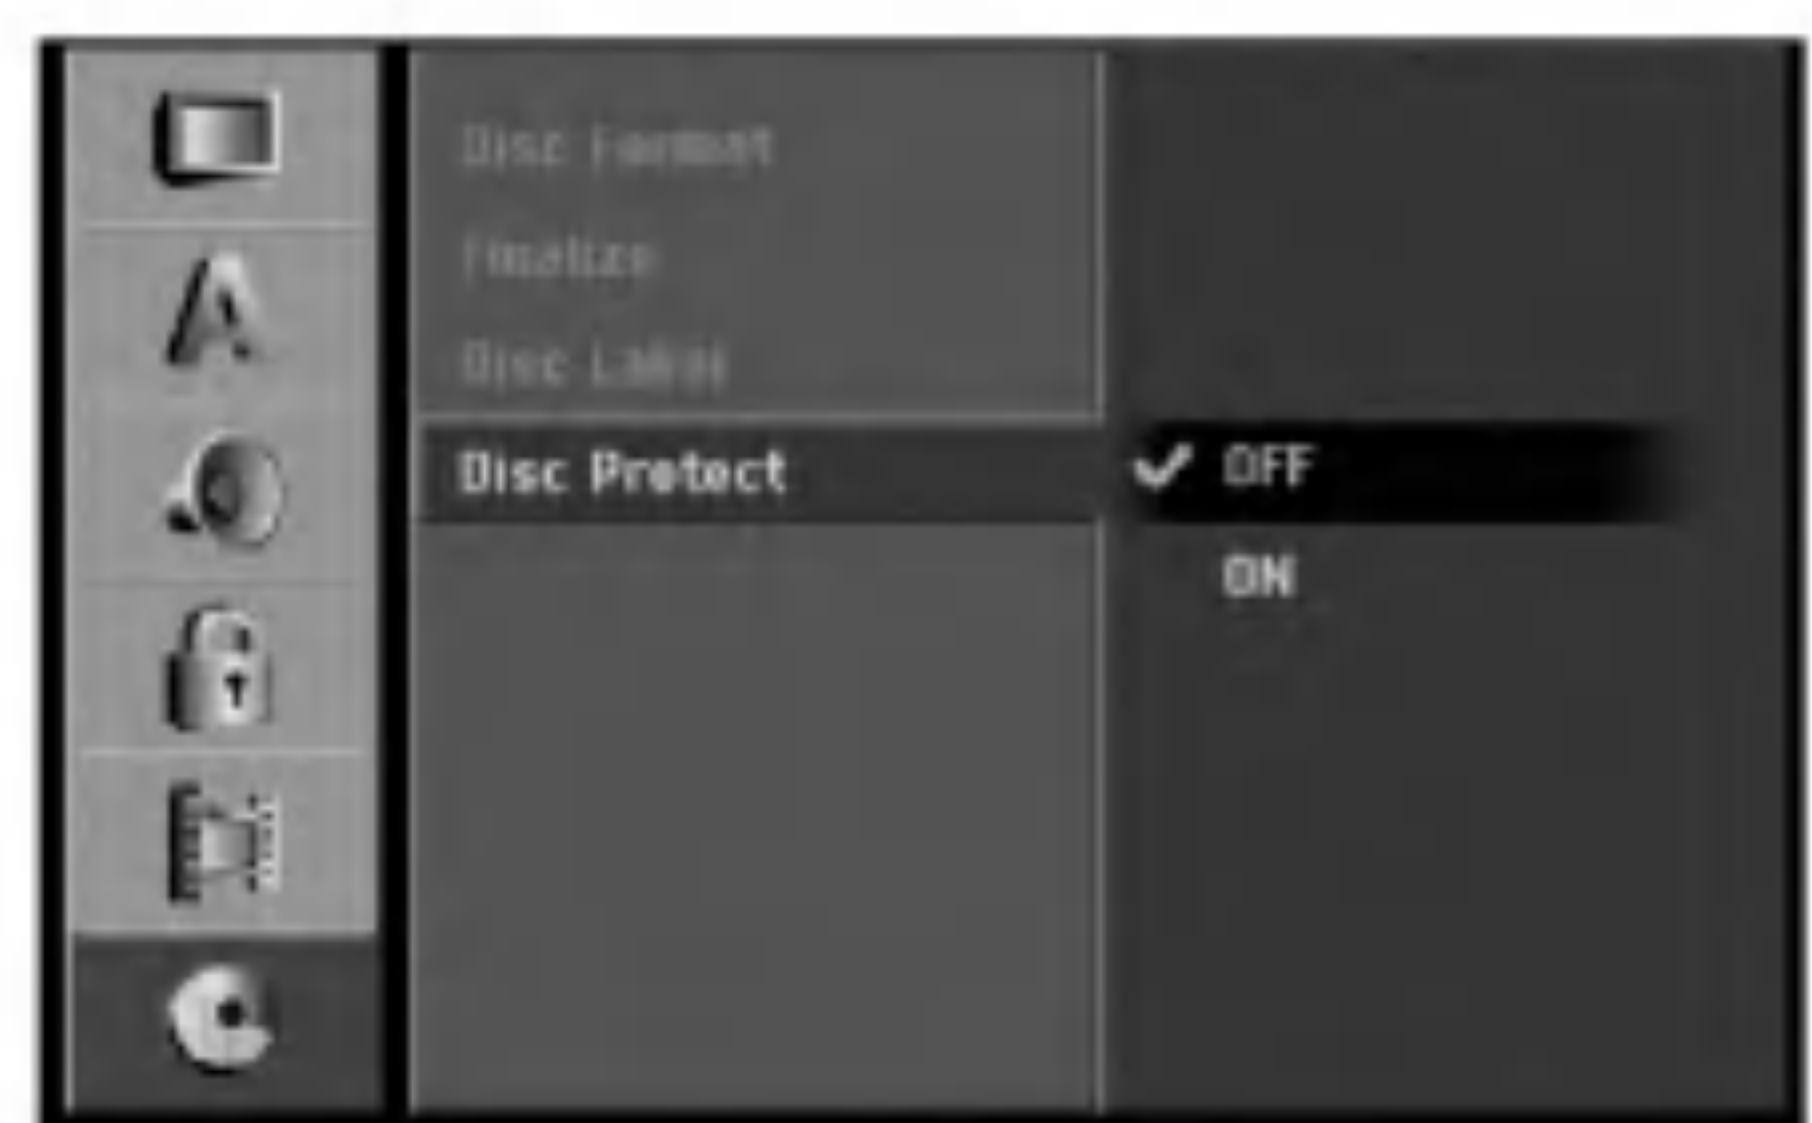 Disc Format
Finalize
Disc Label
Disc Protect
OFF
ON